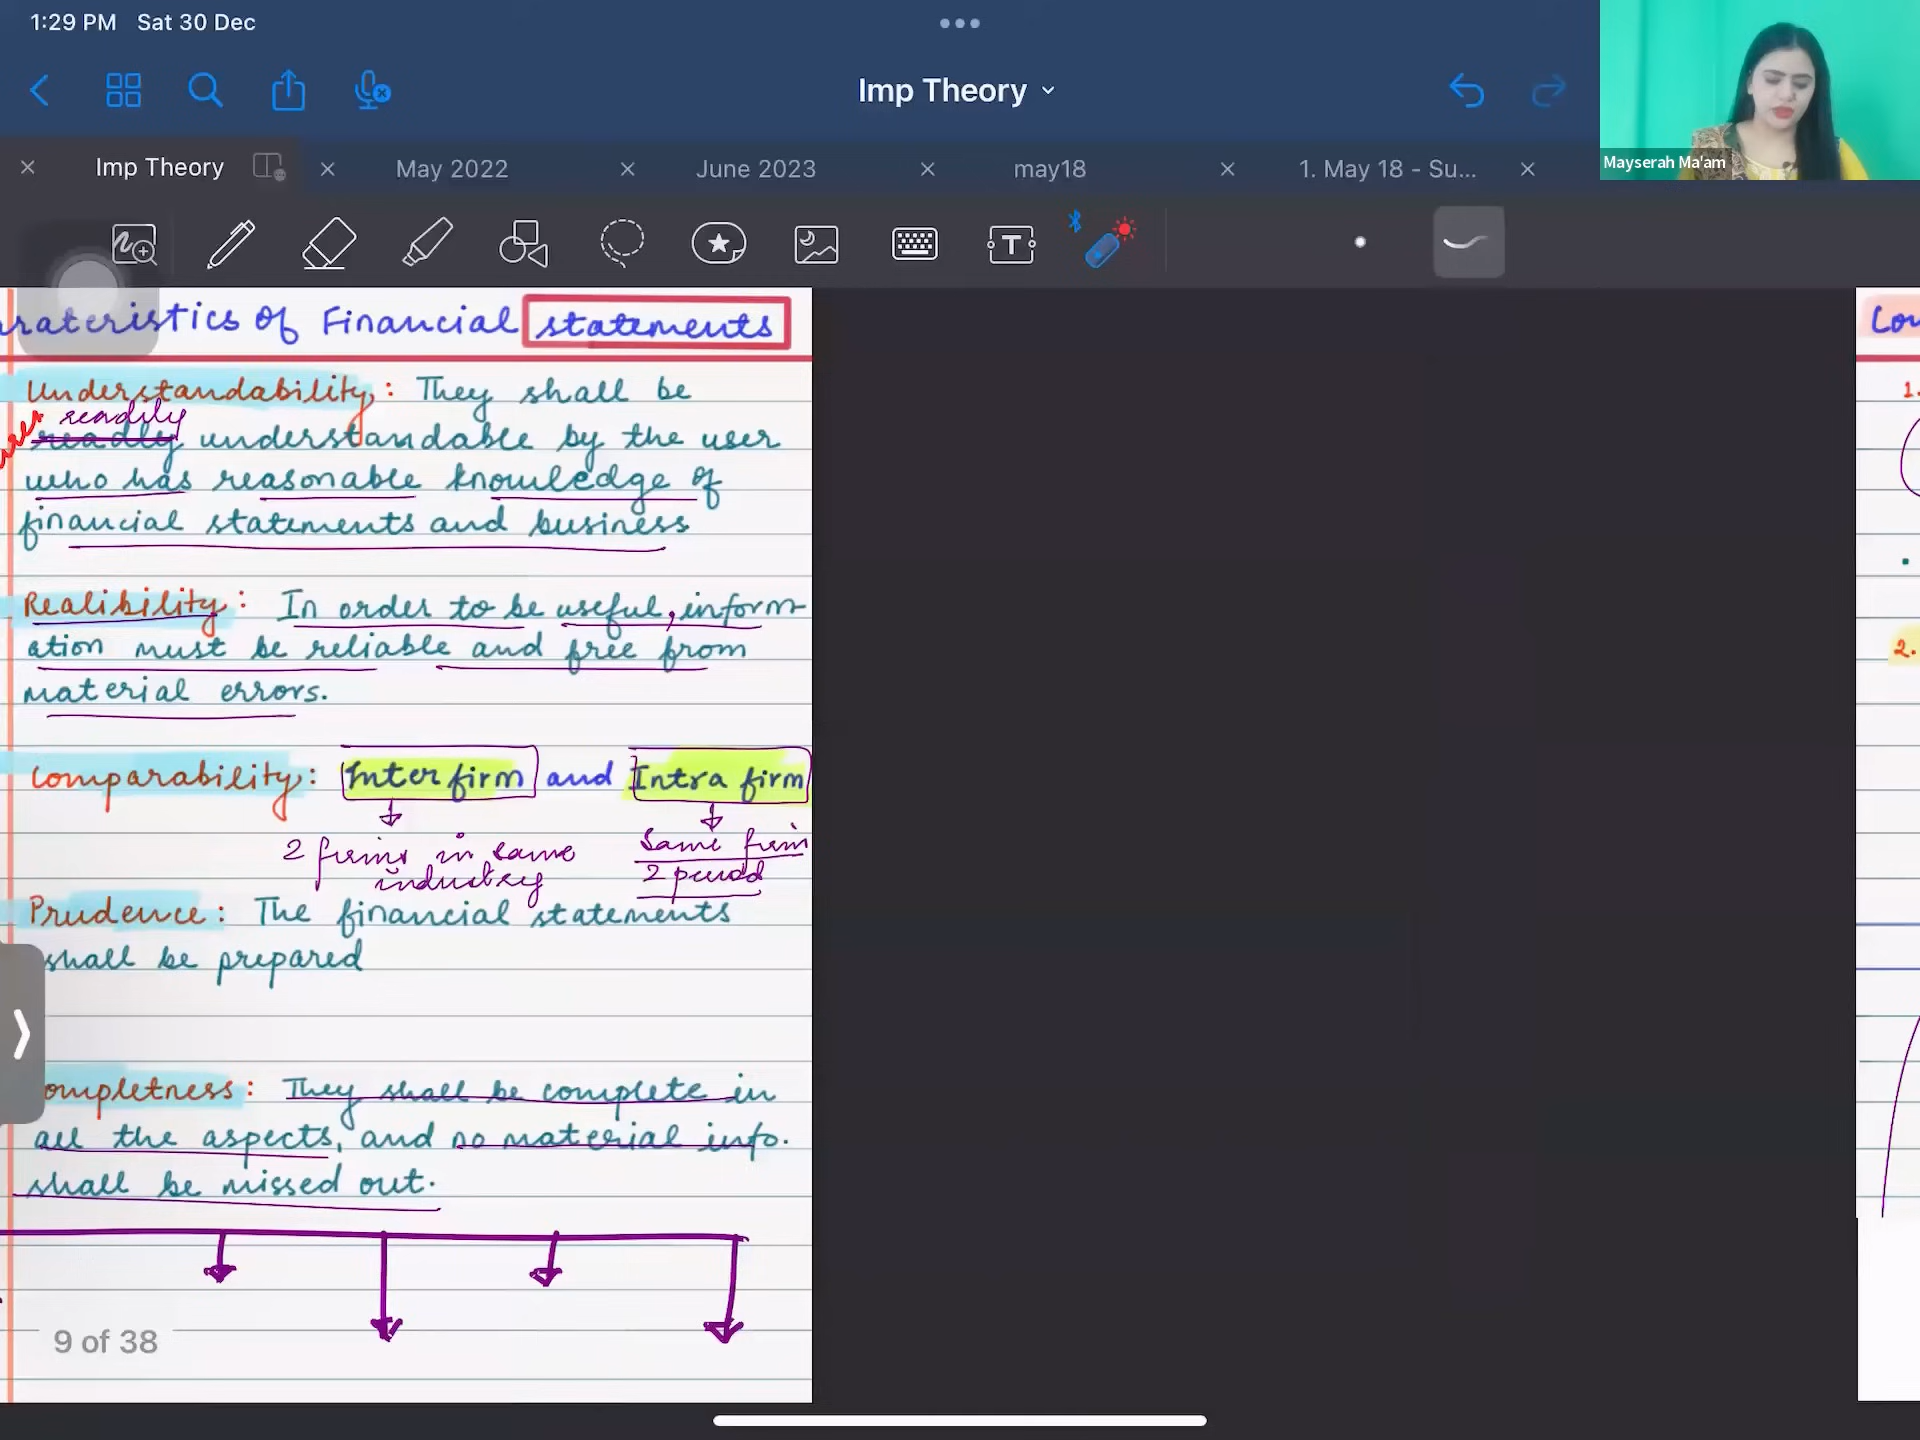 1:29 PM Sat 30 Dec
Imp Theory
Mayserah Ma'am
Imp Theory
May 2022
June 2023
may18
1. May 18 - Su...
rateristics of Financial statements
Understandability: They shall be
readily
readly understandable by the user
who has reasonable knowledge of
financial statements and business
Realibility: In order to be useful, inform
ation must be reliable and free from
material errors.
Comparability: Inter firm and Intra firm
2 firms in same industry
Same firm 2 period
Prudence: The financial statements
shall be prepared
ompletness: They shall be complete in
all the aspects, and no material info.
shall be missed out.
9 of 38
Cou
1.
2.